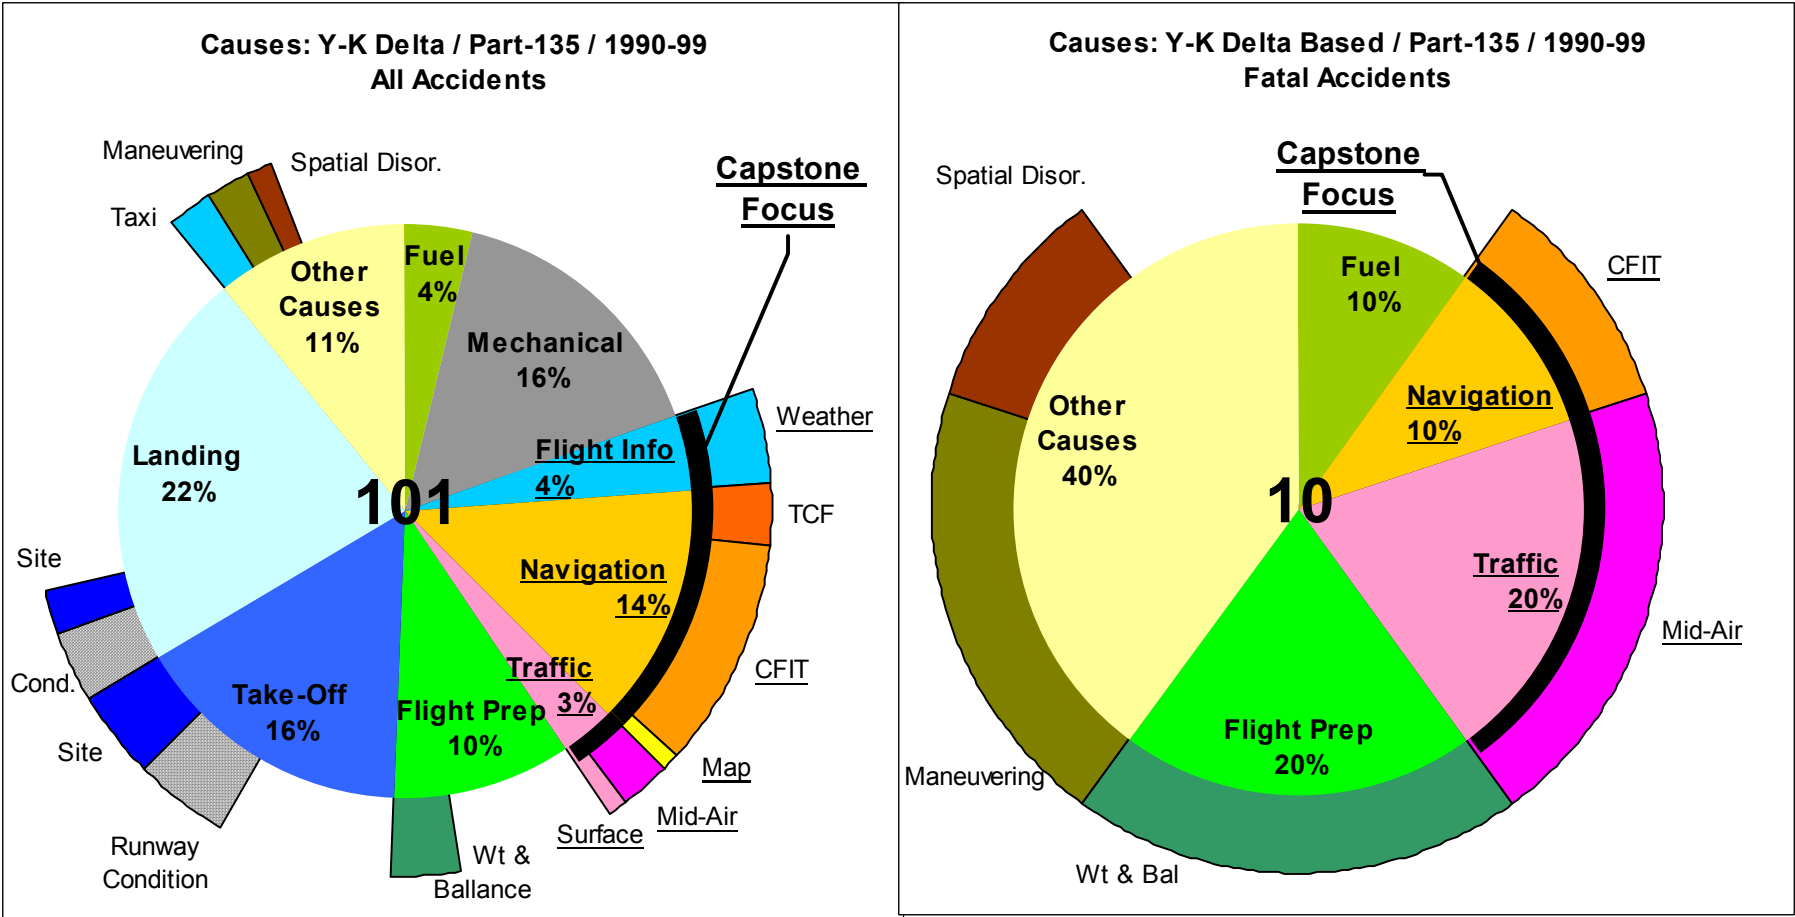 Causes: Y-K Delta / Part-135 / 1990-99
All Accidents
Maneuvering
Spatial Disor.
Taxi
Capstone
Focus
Fuel
4%
Other
Causes
11%
Mechanical
16%
Weather
Flight Info
4%
Landing
22%
101
TCF
Navigation
14%
Site
Cond.
Traffic
3%
CFIT
Take-Off
16%
Flight Prep
10%
Site
Map
Mid-Air
Surface
Runway
Condition
Wt &
Ballance
Causes: Y-K Delta Based / Part-135 / 1990-99
Fatal Accidents
Spatial Disor.
Capstone
Focus
CFIT
Fuel
10%
Navigation
10%
Other
Causes
40%
10
Traffic
20%
Mid-Air
Flight Prep
20%
Maneuvering
Wt & Bal